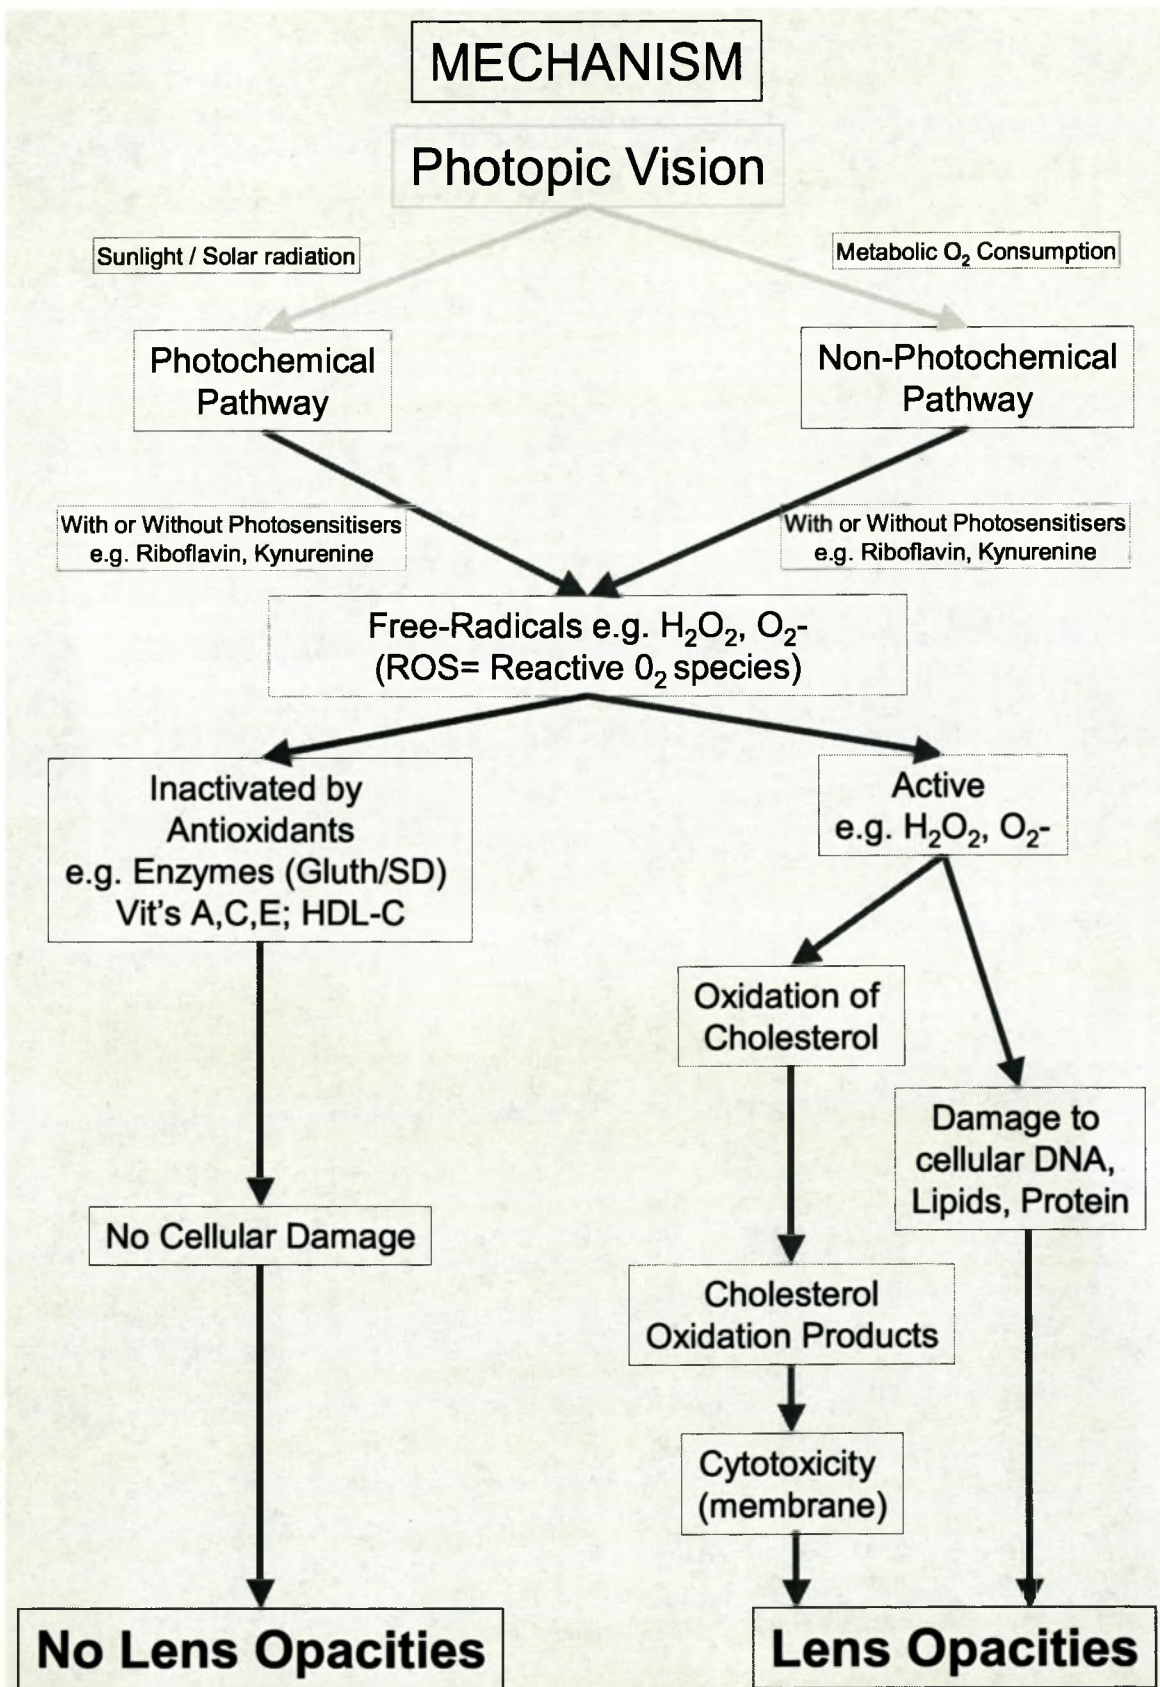 MECHANISM
Photopic Vision
Sunlight / Solar radiation
Metabolic O₂ Consumption
Photochemical
Pathway
Non-Photochemical
Pathway
With or Without Photosensitisers
e.g. Riboflavin, Kynurenine
With or Without Photosensitisers
e.g. Riboflavin, Kynurenine
Free-Radicals e.g. H₂O₂, O₂-
(ROS= Reactive 0₂ species)
Inactivated by
Antioxidants
e.g. Enzymes (Gluth/SD)
Vit's A,C,E; HDL-C
Active
e.g. H₂O₂, O₂-
Oxidation of
Cholesterol
Damage to
cellular DNA,
Lipids, Protein
No Cellular Damage
Cholesterol
Oxidation Products
Cytotoxicity
(membrane)
No Lens Opacities
Lens Opacities